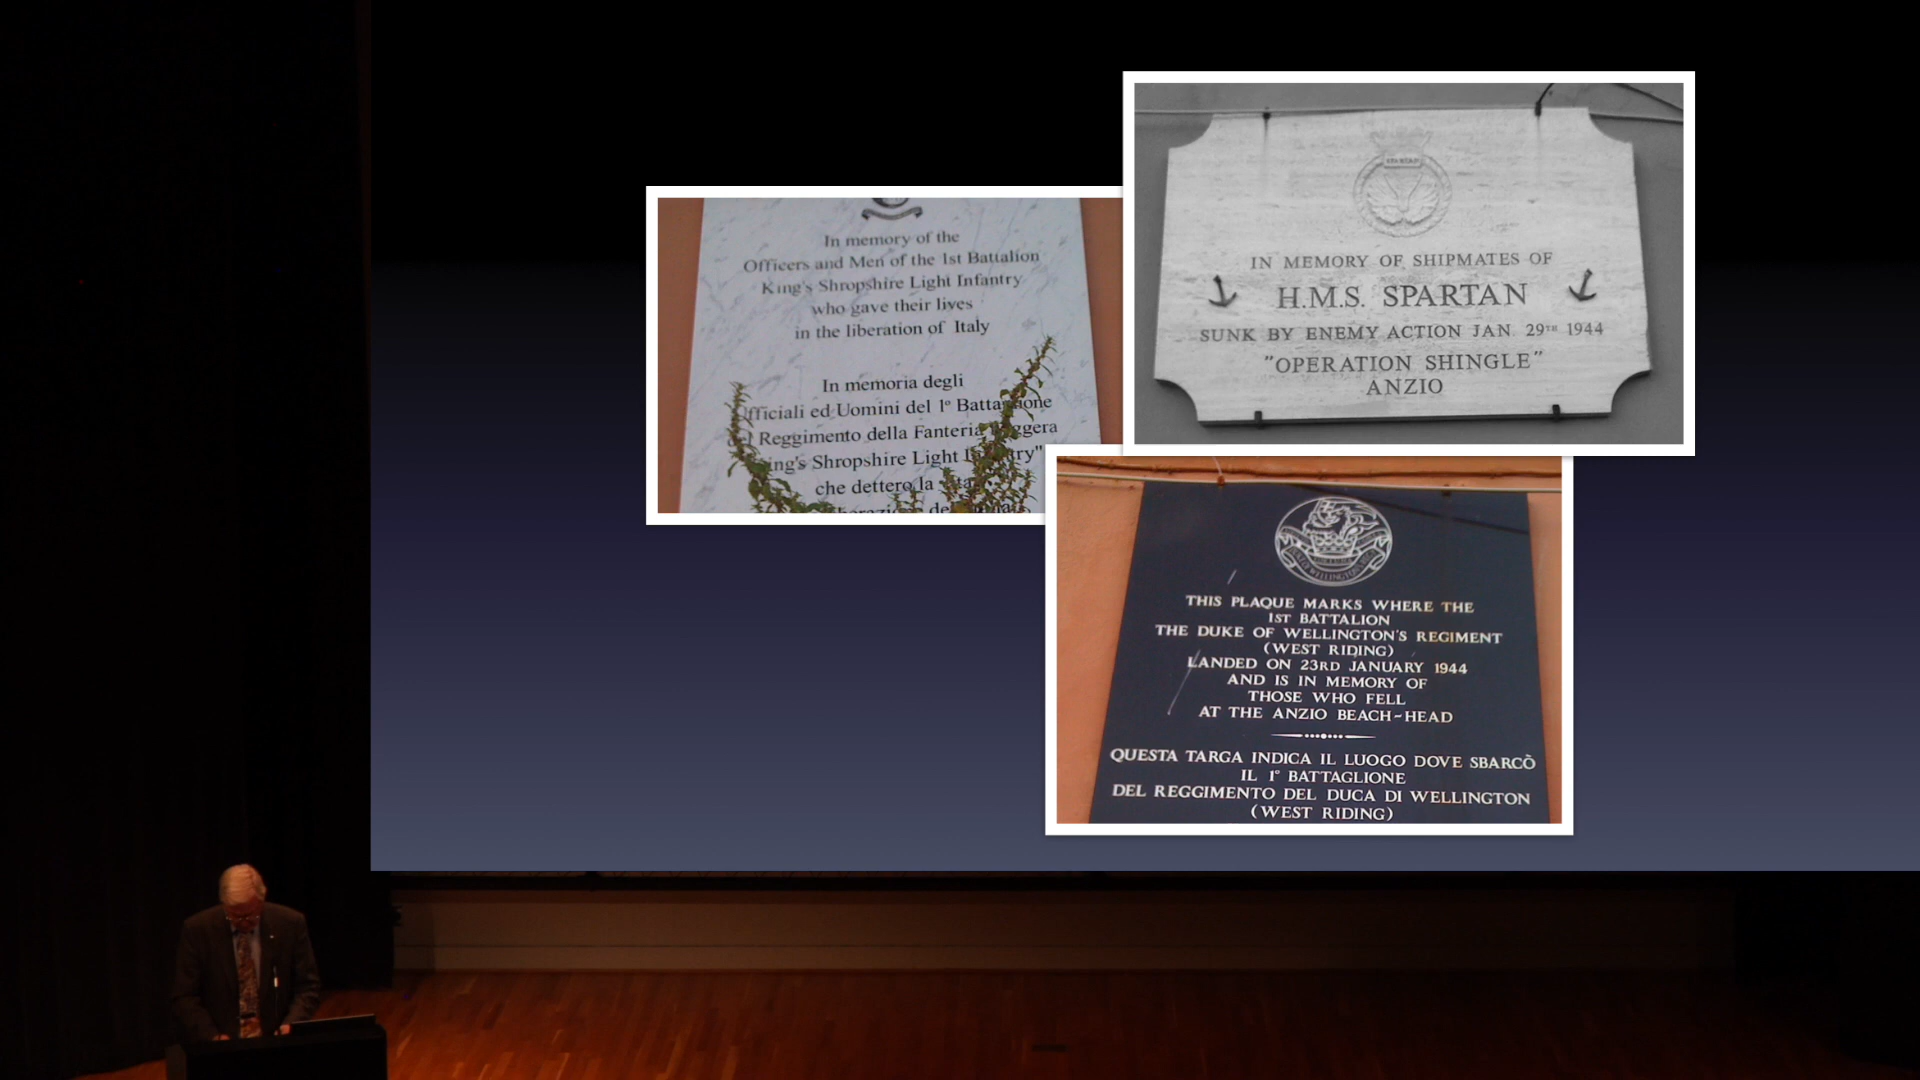 In memory of the
Officers and Men of the 1st Battalion
King's Shropshire Light Infantry
who gave their lives
in the liberation of Italy
In memoria degli
Ufficiali ed Uomini del 1º Battaglione
del Reggimento della Fanteria Leggera
King's Shropshire Light Infantry"
che dettero la
SPARTAN
IN MEMORY OF SHIPMATES OF
H.M.S. SPARTAN
SUNK BY ENEMY ACTION JAN. 29TH 1944
"OPERATION SHINGLE"
ANZIO
THIS PLAQUE MARKS WHERE THE
1ST BATTALION
THE DUKE OF WELLINGTON'S REGIMENT
(WEST RIDING)
LANDED ON 23RD JANUARY 1944
AND IS IN MEMORY OF
THOSE WHO FELL
AT THE ANZIO BEACH-HEAD
QUESTA TARGA INDICA IL LUOGO DOVE SBARCÒ
IL 1º BATTAGLIONE
DEL REGGIMENTO DEL DUCA DI WELLINGTON
(WEST RIDING)